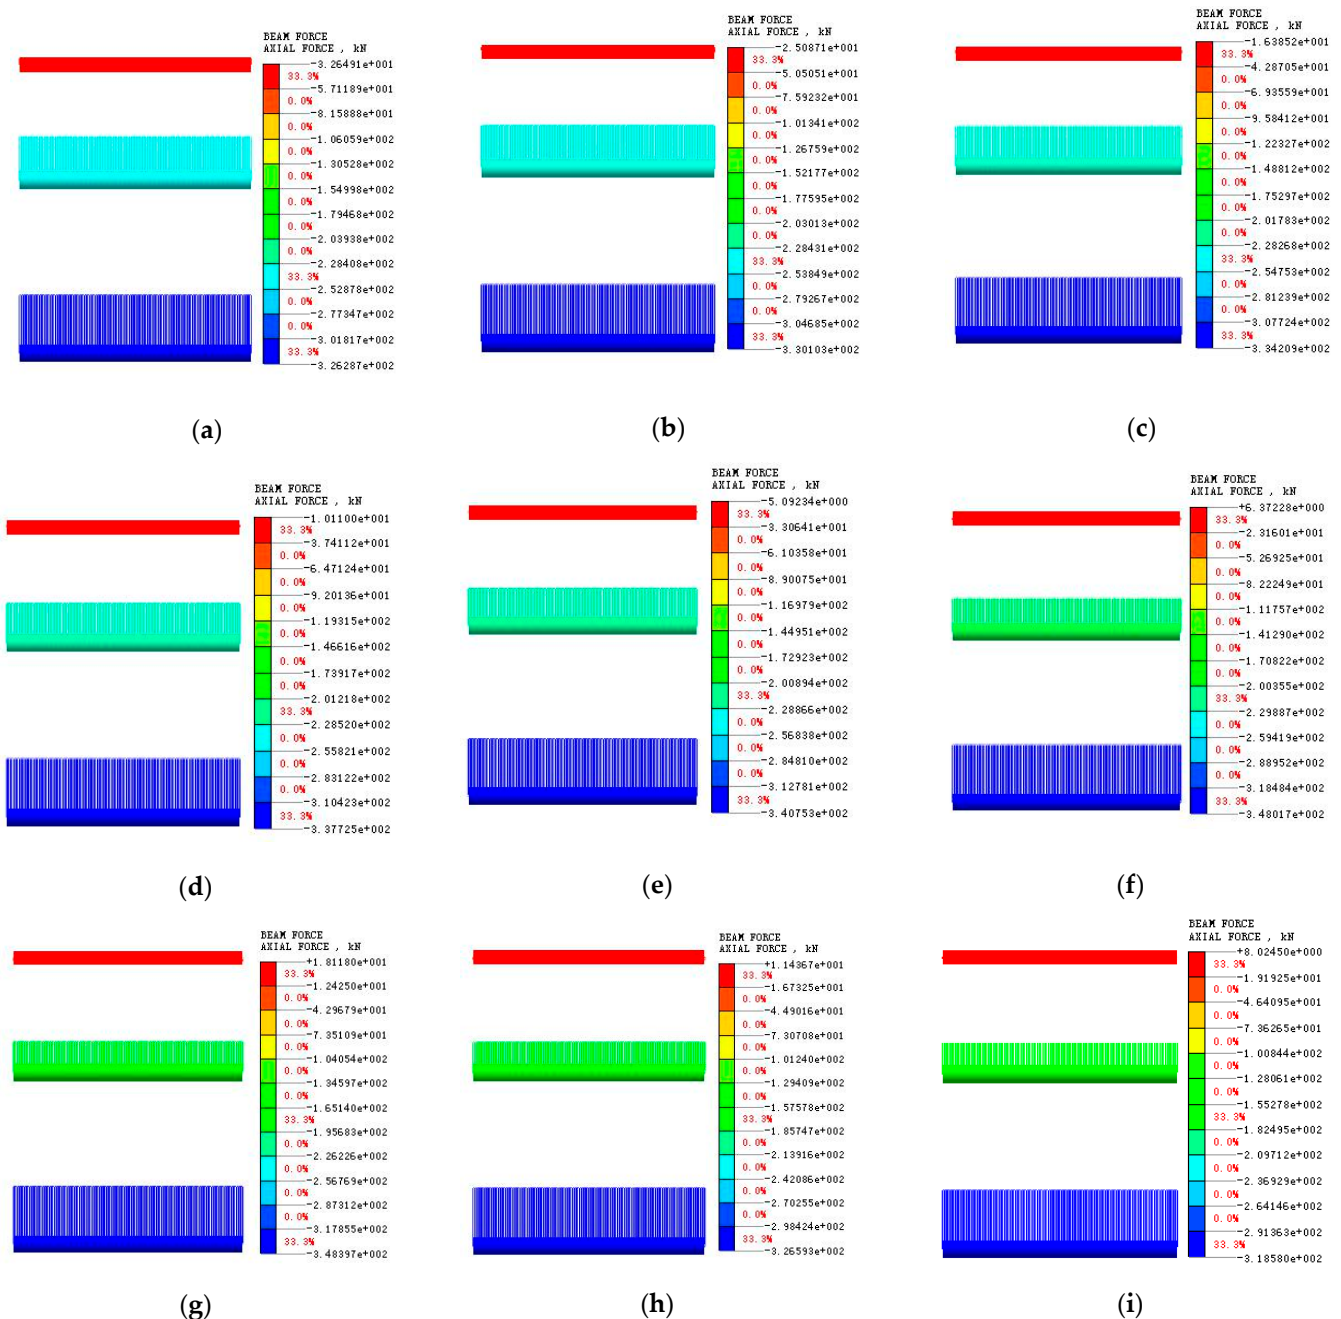 BEAM FORCE
AXIAL FORCE , kN
-3.26491e+001
33.3%
-5.71189e+001
0.0%
-8.15888e+001
0.0%
-1.06059e+002
0.0%
-1.30528e+002
0.0%
-1.54998e+002
0.0%
-1.79468e+002
0.0%
-2.03938e+002
0.0%
-2.28408e+002
33.3%
-2.52878e+002
0.0%
-2.77347e+002
0.0%
-3.01817e+002
33.3%
-3.26287e+002
(a)
BEAM FORCE
AXIAL FORCE , kN
-2.50871e+001
33.3%
-5.05051e+001
0.0%
-7.59232e+001
0.0%
-1.01341e+002
0.0%
-1.26759e+002
0.0%
-1.52177e+002
0.0%
-1.77595e+002
0.0%
-2.03013e+002
0.0%
-2.28431e+002
33.3%
-2.53849e+002
0.0%
-2.79267e+002
0.0%
-3.04685e+002
33.3%
-3.30103e+002
(b)
BEAM FORCE
AXIAL FORCE , kN
-1.63852e+001
33.3%
-4.28705e+001
0.0%
-6.93559e+001
0.0%
-9.58412e+001
0.0%
-1.22327e+002
0.0%
-1.48812e+002
0.0%
-1.75297e+002
0.0%
-2.01783e+002
0.0%
-2.28268e+002
33.3%
-2.54753e+002
0.0%
-2.81239e+002
0.0%
-3.07724e+002
33.3%
-3.34209e+002
(c)
BEAM FORCE
AXIAL FORCE , kN
-1.01100e+001
33.3%
-3.74112e+001
0.0%
-6.47124e+001
0.0%
-9.20136e+001
0.0%
-1.19315e+002
0.0%
-1.46616e+002
0.0%
-1.73917e+002
0.0%
-2.01218e+002
33.3%
-2.28520e+002
0.0%
-2.55821e+002
0.0%
-2.83122e+002
0.0%
-3.10423e+002
33.3%
-3.37725e+002
(d)
BEAM FORCE
AXIAL FORCE , kN
-5.09234e+000
33.3%
-3.30641e+001
0.0%
-6.10358e+001
0.0%
-8.90075e+001
0.0%
-1.16979e+002
0.0%
-1.44951e+002
0.0%
-1.72923e+002
0.0%
-2.00894e+002
33.3%
-2.28866e+002
0.0%
-2.56838e+002
0.0%
-2.84810e+002
0.0%
-3.12781e+002
33.3%
-3.40753e+002
(e)
BEAM FORCE
AXIAL FORCE , kN
+6.37228e+000
33.3%
-2.31601e+001
0.0%
-5.26925e+001
0.0%
-8.22249e+001
0.0%
-1.11757e+002
0.0%
-1.41290e+002
0.0%
-1.70822e+002
0.0%
-2.00355e+002
33.3%
-2.29887e+002
0.0%
-2.59419e+002
0.0%
-2.88952e+002
0.0%
-3.18484e+002
33.3%
-3.48017e+002
(f)
BEAM FORCE
AXIAL FORCE , kN
+1.81180e+001
33.3%
-1.24250e+001
0.0%
-4.29679e+001
0.0%
-7.35109e+001
0.0%
-1.04054e+002
0.0%
-1.34597e+002
0.0%
-1.65140e+002
33.3%
-1.95683e+002
0.0%
-2.26226e+002
0.0%
-2.56769e+002
0.0%
-2.87312e+002
0.0%
-3.17855e+002
33.3%
-3.48397e+002
(g)
BEAM FORCE
AXIAL FORCE , kN
+1.14367e+001
33.3%
-1.67325e+001
0.0%
-4.49016e+001
0.0%
-7.30708e+001
0.0%
-1.01240e+002
0.0%
-1.29409e+002
0.0%
-1.57578e+002
33.3%
-1.85747e+002
0.0%
-2.13916e+002
0.0%
-2.42086e+002
0.0%
-2.70255e+002
0.0%
-2.98424e+002
33.3%
-3.26593e+002
(h)
BEAM FORCE
AXIAL FORCE , kN
+8.02450e+000
33.3%
-1.91925e+001
0.0%
-4.64095e+001
0.0%
-7.36265e+001
0.0%
-1.00844e+002
0.0%
-1.28061e+002
0.0%
-1.55278e+002
33.3%
-1.82495e+002
0.0%
-2.09712e+002
0.0%
-2.36929e+002
0.0%
-2.64146e+002
0.0%
-2.91363e+002
33.3%
-3.18580e+002
(i)